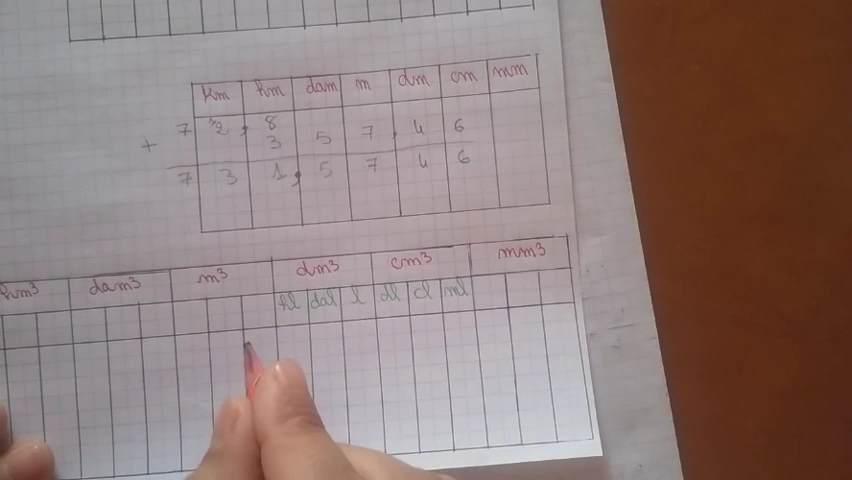 km hm dam m dm cm mm
7 2, 8
+ 3 5 7, 4 6
7 3 1, 5 7 4 6
hm³ dam³ m³ dm³ cm³ mm³
hl dal l dl cl ml